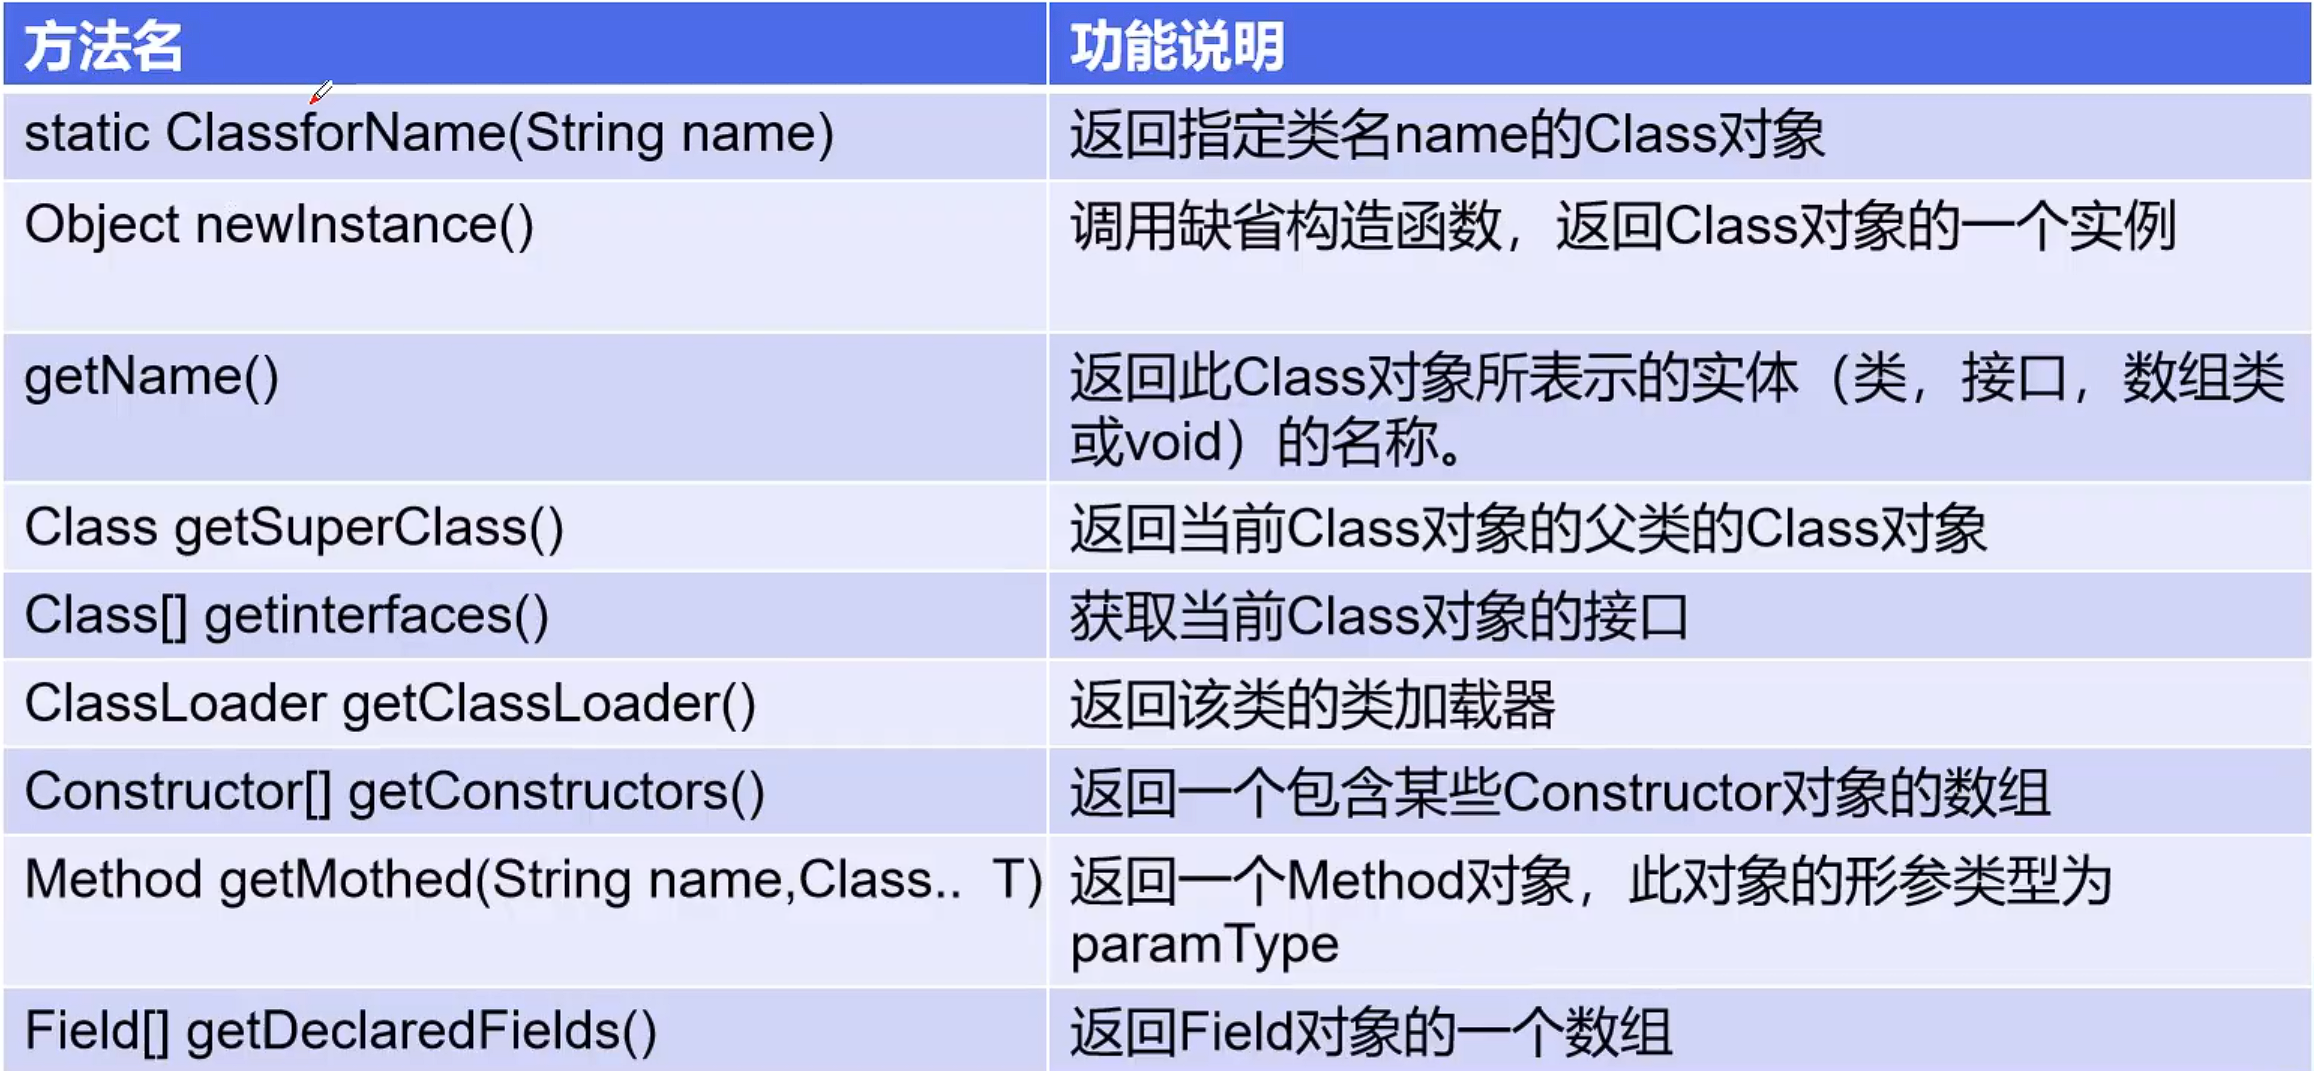 方法名
功能说明
static ClassforName(String name)
返回指定类名name的Class对象
Object newInstance()
调用缺省构造函数，返回Class对象的一个实例
getName()
返回此Class对象所表示的实体（类，接口，数组类
或void）的名称。
Class getSuperClass()
返回当前Class对象的父类的Class对象
Class[] getinterfaces()
获取当前Class对象的接口
ClassLoader getClassLoader()
返回该类的类加载器
Constructor[] getConstructors()
返回一个包含某些Constructor对象的数组
Method getMothed(String name,Class.. T)
返回一个Method对象，此对象的形参类型为
paramType
Field[] getDeclaredFields()
返回Field对象的一个数组